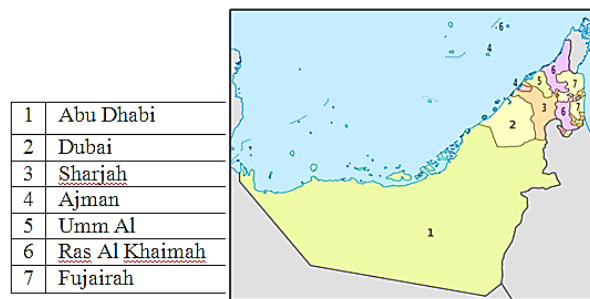 1 Abu Dhabi
2 Dubai
3 Sharjah
4 Ajman
5 Umm Al
6 Ras Al Khaimah
7 Fujairah
6
4
6
4 5 7
2 3 6 7
1